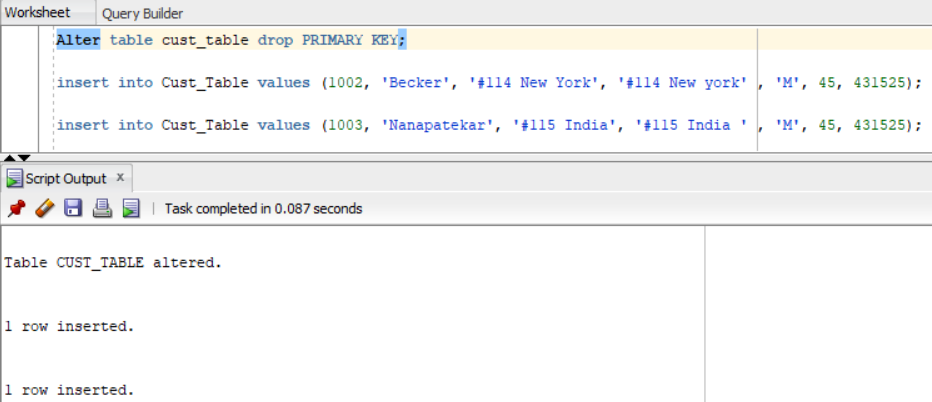 Worksheet Query Builder
Alter table cust_table drop PRIMARY KEY;
insert into Cust_Table values (1002, 'Becker', '#114 New York', '#114 New york' , 'M', 45, 431525);
insert into Cust_Table values (1003, 'Nanapatekar', '#115 India', '#115 India ' , 'M', 45, 431525);
Script Output x
Task completed in 0.087 seconds
Table CUST_TABLE altered.
1 row inserted.
1 row inserted.